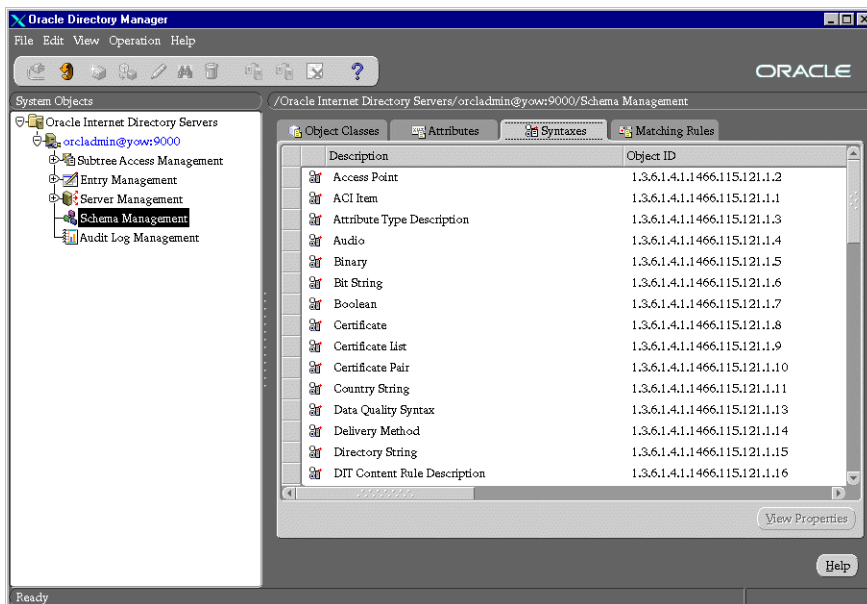 Oracle Directory Manager
File Edit View Operation Help
ORACLE
System Objects
/Oracle Internet Directory Servers/orcladmin@yow:9000/Schema Management
Oracle Internet Directory Servers
orcladmin@yow:9000
Subtree Access Management
Entry Management
Server Management
Schema Management
Audit Log Management
Object Classes Attributes Syntaxes Matching Rules
Description Object ID
Access Point 1.3.6.1.4.1.1466.115.121.1.2
ACI Item 1.3.6.1.4.1.1466.115.121.1.1
Attribute Type Description 1.3.6.1.4.1.1466.115.121.1.3
Audio 1.3.6.1.4.1.1466.115.121.1.4
Binary 1.3.6.1.4.1.1466.115.121.1.5
Bit String 1.3.6.1.4.1.1466.115.121.1.6
Boolean 1.3.6.1.4.1.1466.115.121.1.7
Certificate 1.3.6.1.4.1.1466.115.121.1.8
Certificate List 1.3.6.1.4.1.1466.115.121.1.9
Certificate Pair 1.3.6.1.4.1.1466.115.121.1.10
Country String 1.3.6.1.4.1.1466.115.121.1.11
Data Quality Syntax 1.3.6.1.4.1.1466.115.121.1.13
Delivery Method 1.3.6.1.4.1.1466.115.121.1.14
Directory String 1.3.6.1.4.1.1466.115.121.1.15
DIT Content Rule Description 1.3.6.1.4.1.1466.115.121.1.16
View Properties
Help
Ready